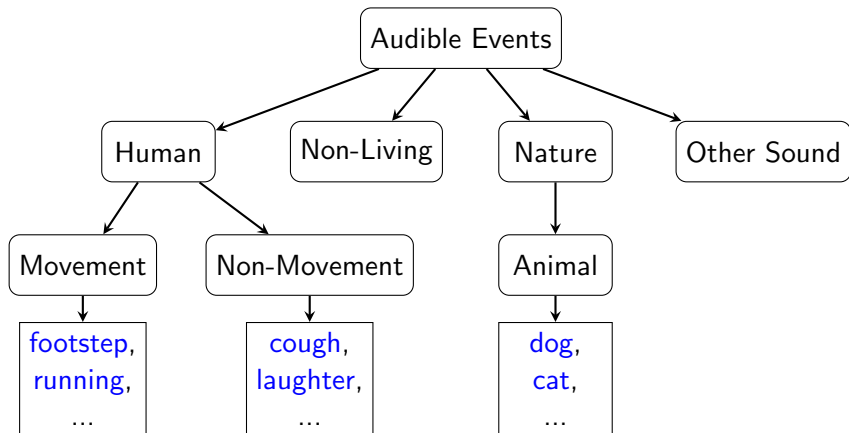 Audible Events
Human
Non-Living
Nature
Other Sound
Movement
Non-Movement
Animal
footstep,
running,
...
cough,
laughter,
...
dog,
cat,
...